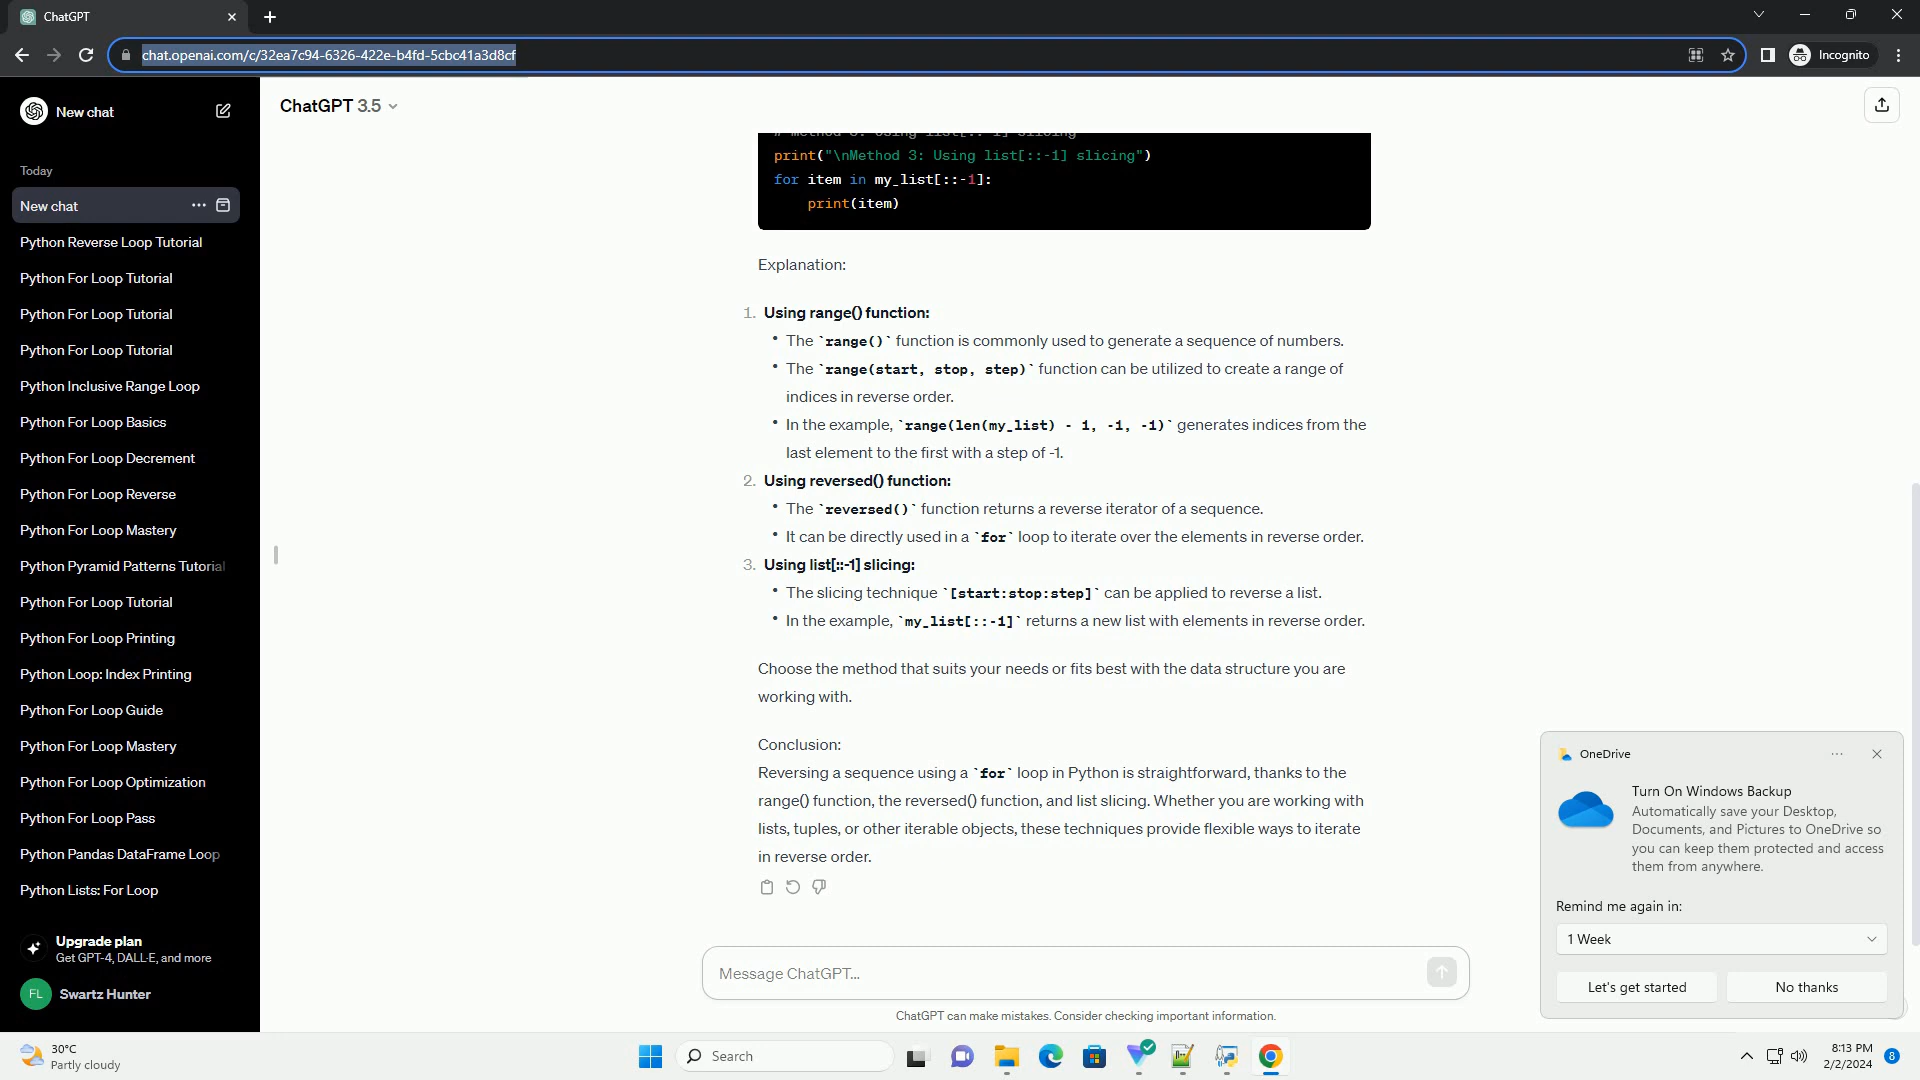 ChatGPT
chat.openai.com/c/32ea7c94-6326-422e-b4fd-5cbc41a3d8cf
Incognito
New chat
ChatGPT 3.5
Today
New chat
Python Reverse Loop Tutorial
Python For Loop Tutorial
Python For Loop Tutorial
Python For Loop Tutorial
Python Inclusive Range Loop
Python For Loop Basics
Python For Loop Decrement
Python For Loop Reverse
Python For Loop Mastery
Python Pyramid Patterns Tutorial
Python For Loop Tutorial
Python For Loop Printing
Python Loop: Index Printing
Python For Loop Guide
Python For Loop Mastery
Python For Loop Optimization
Python For Loop Pass
Python Pandas DataFrame Loop
Python Lists: For Loop
Upgrade plan
Get GPT-4, DALL·E, and more
FL Swartz Hunter
# Method 3: Using list[::-1] slicing
print("\nMethod 3: Using list[::-1] slicing")
for item in my_list[::-1]:
print(item)
Explanation:
1. Using range() function:
• The `range()` function is commonly used to generate a sequence of numbers.
• The `range(start, stop, step)` function can be utilized to create a range of
indices in reverse order.
• In the example, `range(len(my_list) - 1, -1, -1)` generates indices from the
last element to the first with a step of -1.
2. Using reversed() function:
• The `reversed()` function returns a reverse iterator of a sequence.
• It can be directly used in a `for` loop to iterate over the elements in reverse order.
3. Using list[::-1] slicing:
• The slicing technique `[start:stop:step]` can be applied to reverse a list.
• In the example, `my_list[::-1]` returns a new list with elements in reverse order.
Choose the method that suits your needs or fits best with the data structure you are
working with.
Conclusion:
Reversing a sequence using a `for` loop in Python is straightforward, thanks to the
range() function, the reversed() function, and list slicing. Whether you are working with
lists, tuples, or other iterable objects, these techniques provide flexible ways to iterate
in reverse order.
Message ChatGPT...
ChatGPT can make mistakes. Consider checking important information.
OneDrive
Turn On Windows Backup
Automatically save your Desktop,
Documents, and Pictures to OneDrive so
you can keep them protected and access
them from anywhere.
Remind me again in:
1 Week
Let's get started
No thanks
30°C
Partly cloudy
Search
8:13 PM
2/2/2024
8